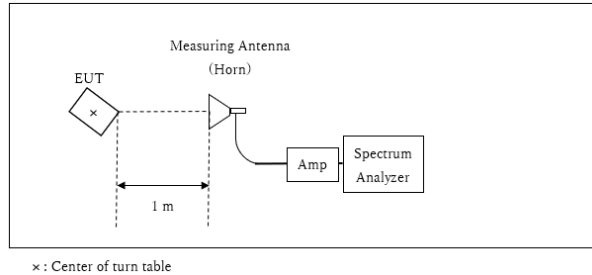 Measuring Antenna
(Horn)
EUT
×
Amp
Spectrum
Analyzer
1 m
× : Center of turn table